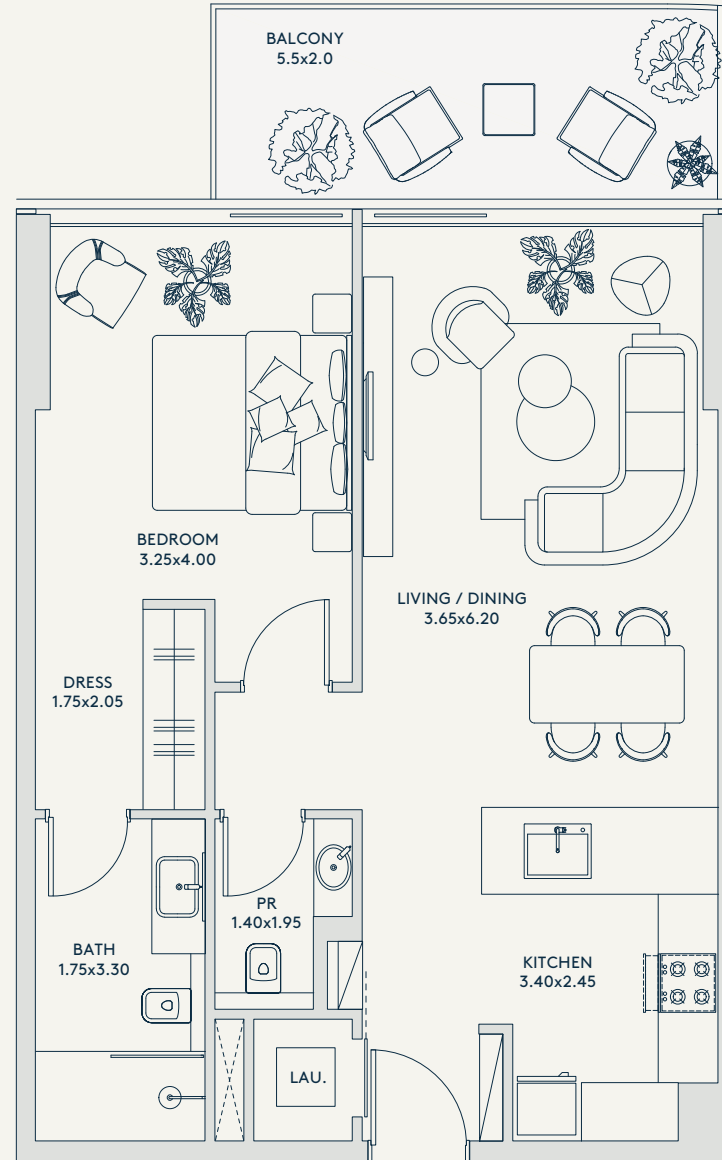 BALCONY
5.5x2.0
BEDROOM
3.25x4.00
LIVING / DINING
3.65x6.20
DRESS
1.75x2.05
PR
1.40x1.95
BATH
1.75x3.30
KITCHEN
3.40x2.45
LAU.